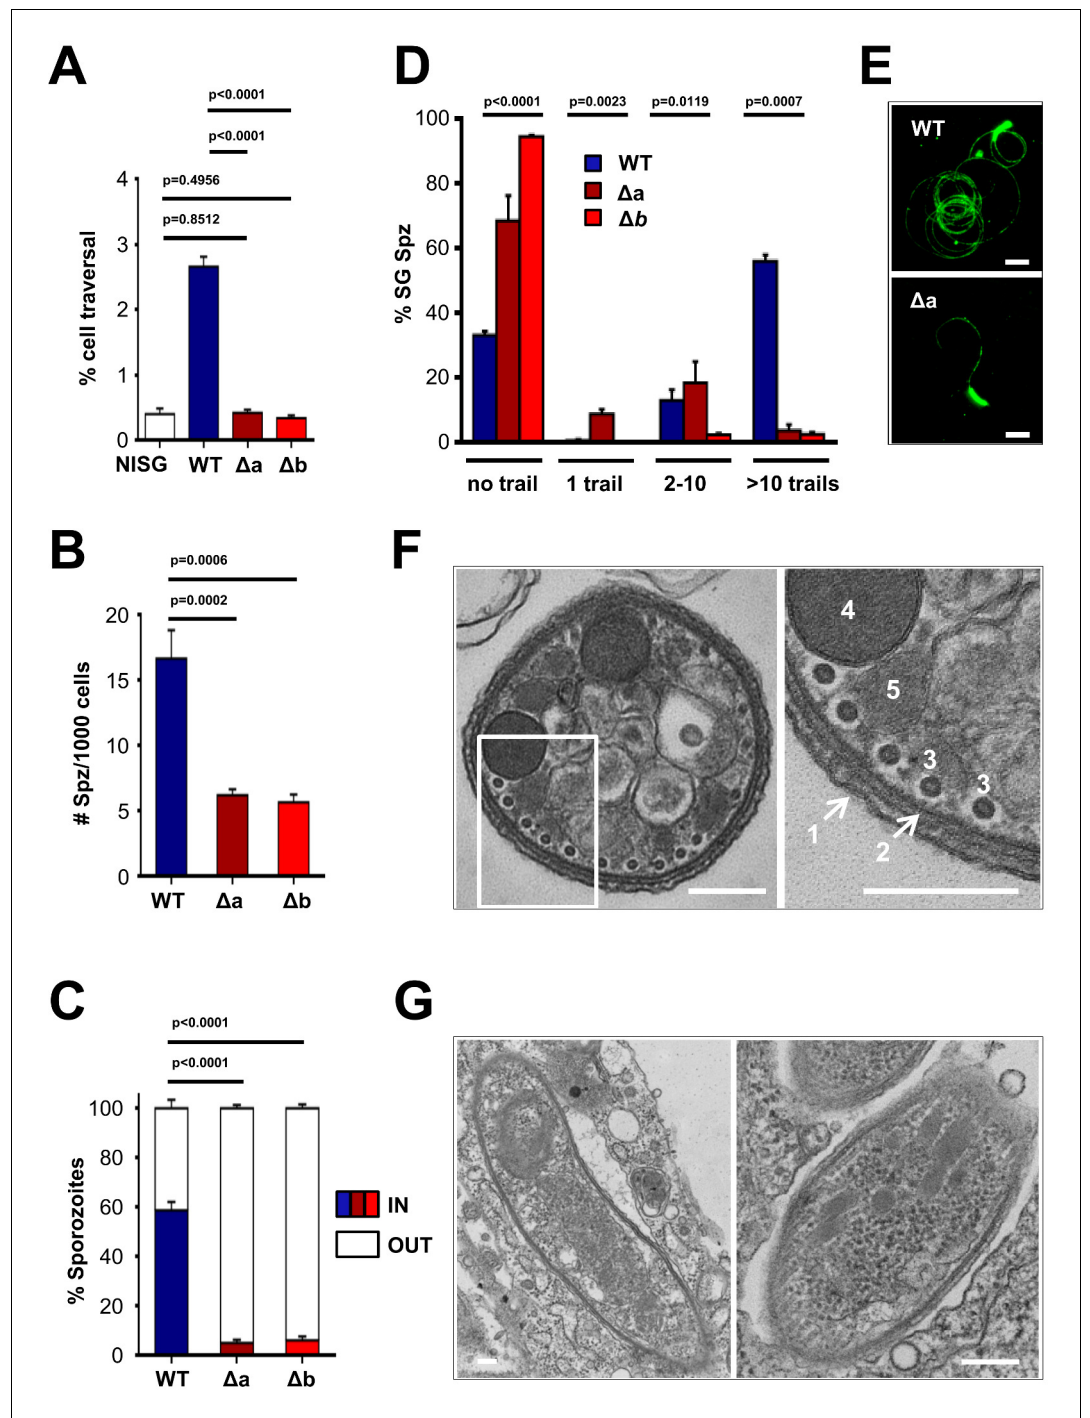 A
p<0.0001
p<0.0001
p=0.4956
p=0.8512
% cell traversal
4
3
2
1
0
NISG WT Δa Δb
D
p<0.0001 p=0.0023 p=0.0119 p=0.0007
% SG Spz
100
80
60
40
20
0
WT
Δa
Δb
no trail 1 trail 2-10 >10 trails
E
WT
Δa
B
p=0.0006
p=0.0002
# Spz/1000 cells
20
15
10
5
0
WT Δa Δb
F
4
5
3
3
1
2
C
p<0.0001
p<0.0001
% Sporozoites
100
80
60
40
20
0
WT Δa Δb
IN
OUT
G